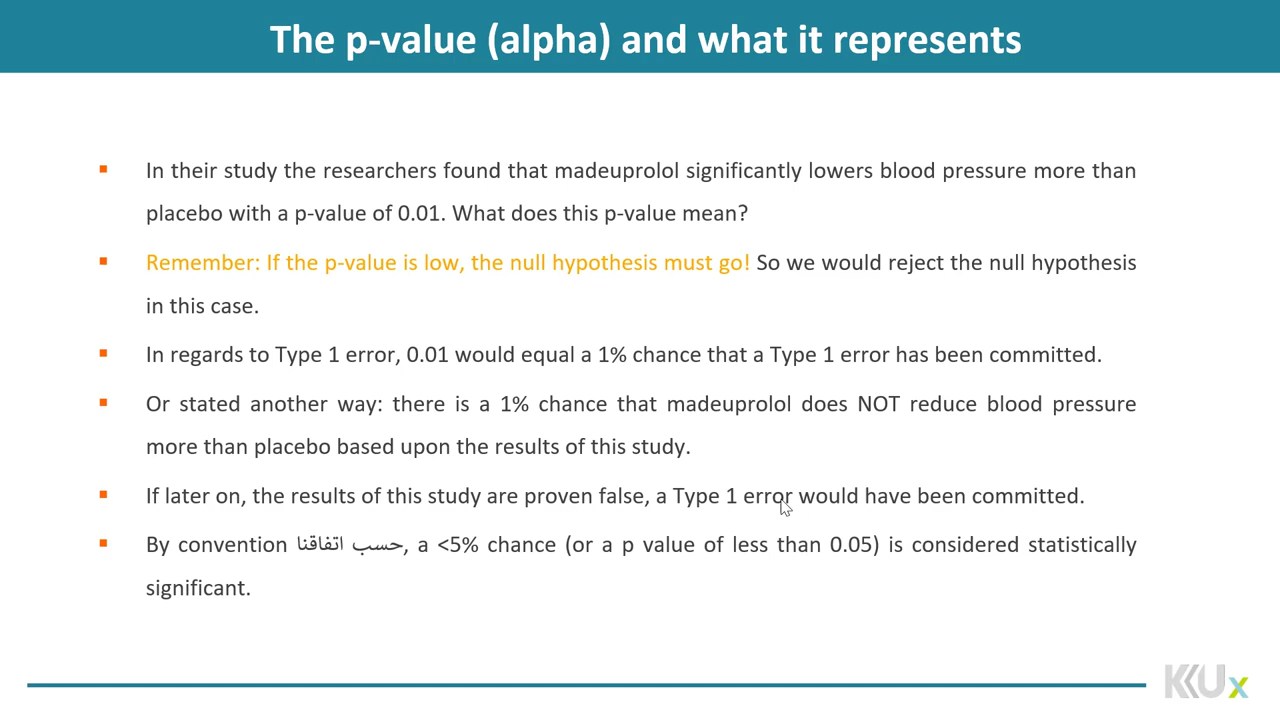 The p-value (alpha) and what it represents
In their study the researchers found that madeuprolol significantly lowers blood pressure more than
placebo with a p-value of 0.01. What does this p-value mean?
Remember: If the p-value is low, the null hypothesis must go! So we would reject the null hypothesis
in this case.
In regards to Type 1 error, 0.01 would equal a 1% chance that a Type 1 error has been committed.
Or stated another way: there is a 1% chance that madeuprolol does NOT reduce blood pressure
more than placebo based upon the results of this study.
If later on, the results of this study are proven false, a Type 1 error would have been committed.
By convention حسب اتفاقنا, a <5% chance (or a p value of less than 0.05) is considered statistically
significant.
KKUx